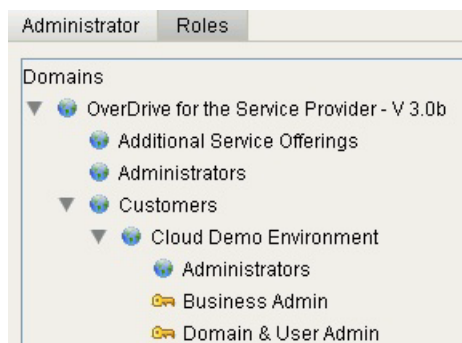 Administrator Roles
Domains
OverDrive for the Service Provider - V 3.0b
Additional Service Offerings
Administrators
Customers
Cloud Demo Environment
Administrators
Business Admin
Domain & User Admin